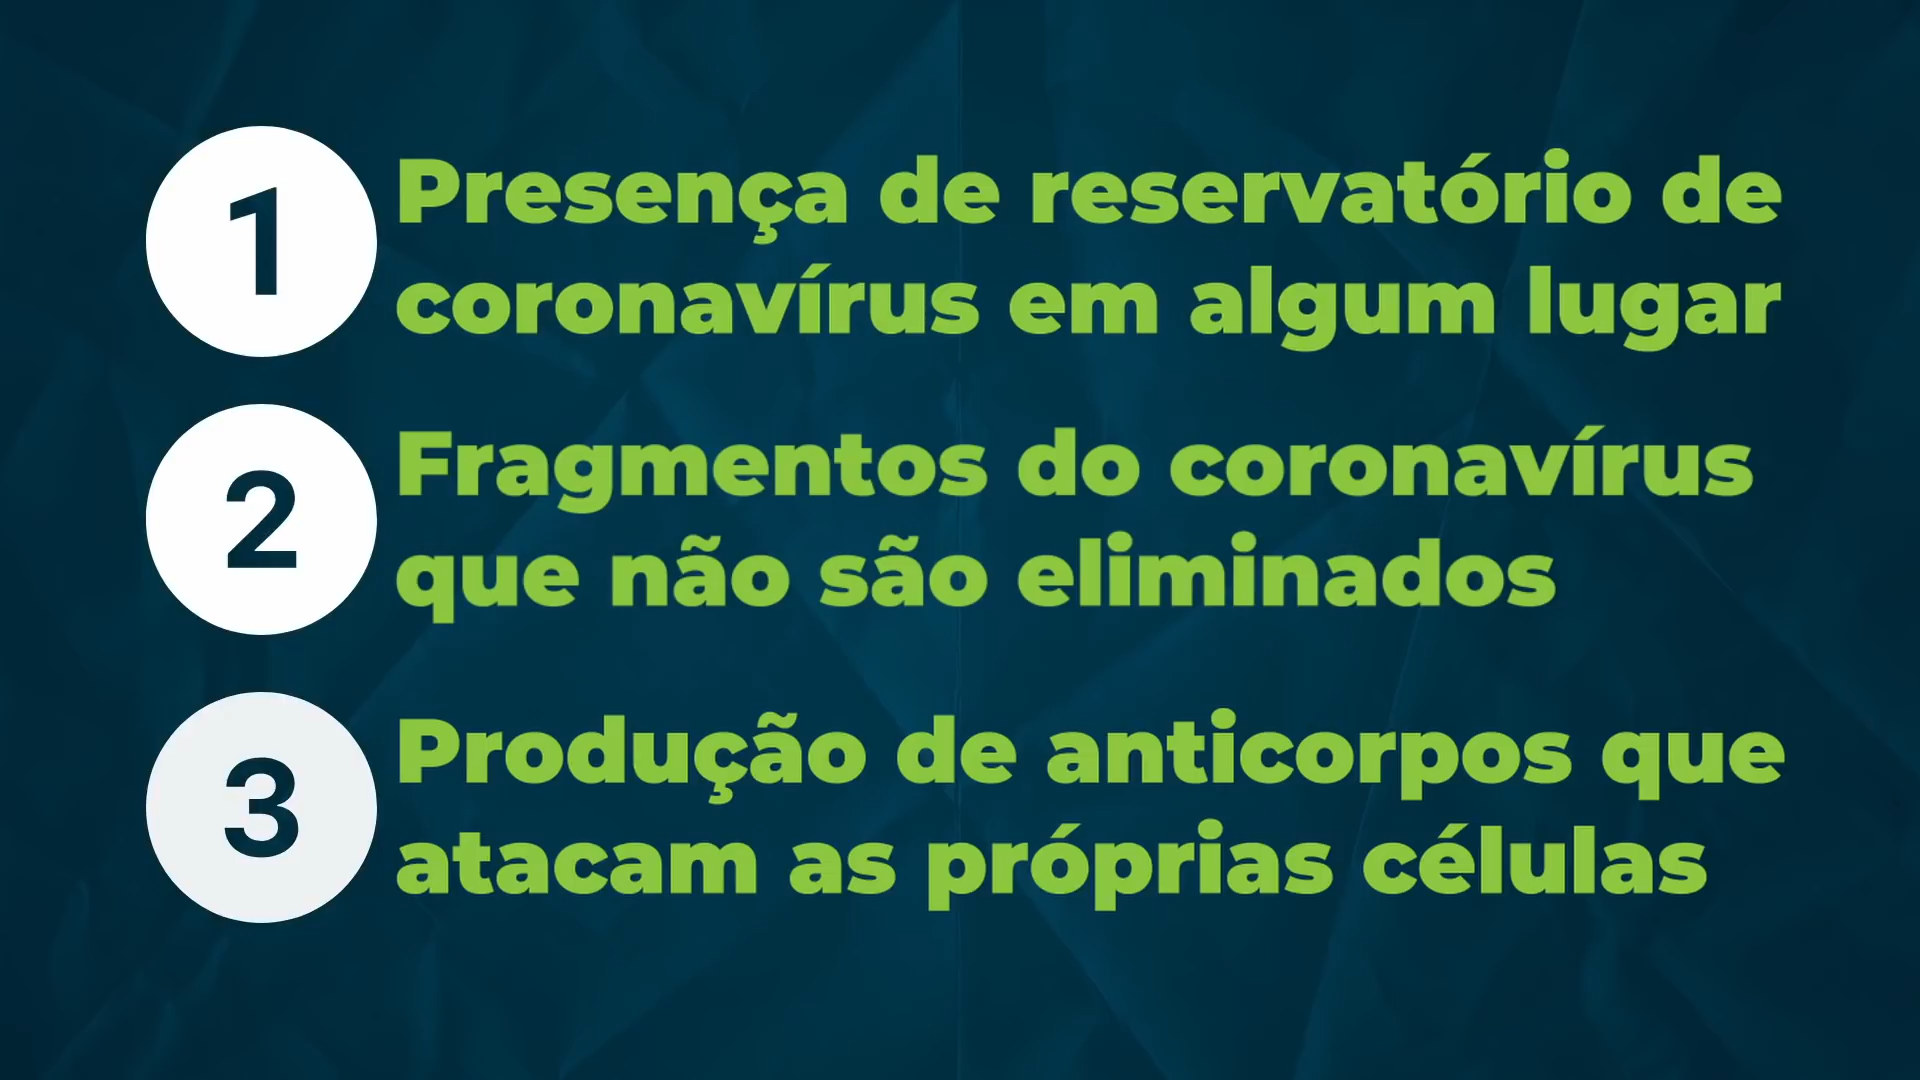 1
Presença de reservatório de
coronavírus em algum lugar
2
Fragmentos do coronavírus
que não são eliminados
3
Produção de anticorpos que
atacam as próprias células